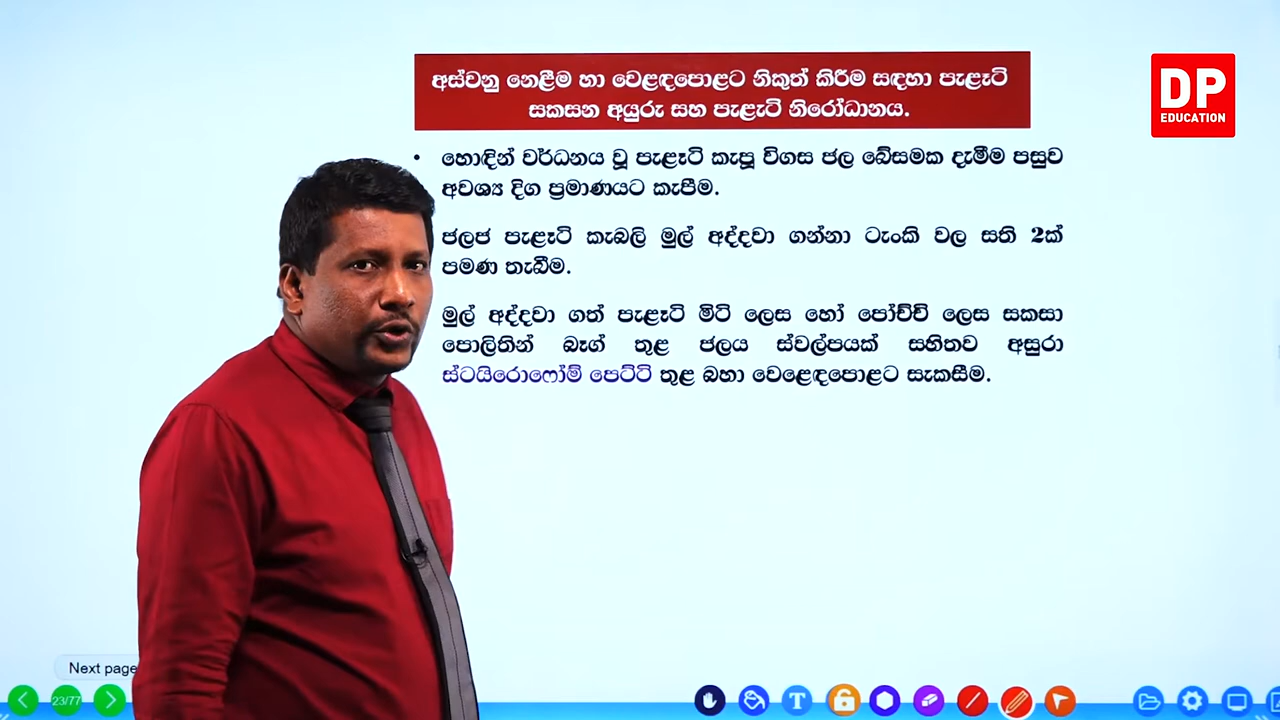 අස්වනු නෙළීම හා වෙළඳපොළට නිකුත් කිරීම සඳහා පැළෑටි
සකසන අයුරු සහ පැළැටි නිරෝධානය.
DP
EDUCATION
• හොඳින් වර්ධනය වූ පැළෑටි කැපූ විගස ජල බේසමක දැමීම පසුව
අවශ්‍ය දිග ප්‍රමාණයට කැපීම.
ජලජ පැළෑටි කැබලි මුල් අද්දවා ගන්නා ටැංකි වල සති 2ක්
පමණ තැබීම.
මුල් අද්දවා ගත් පැළෑටි මිටි ලෙස හෝ පෝච්චි ලෙස සකසා
පොලිතින් බෑග් තුළ ජලය ස්වල්පයක් සහිතව අසුරා
ස්ටයිරොෆෝම් පෙට්ටි තුළ බහා වෙළෙඳපොළට සැකසීම.
Next page
23/77
T